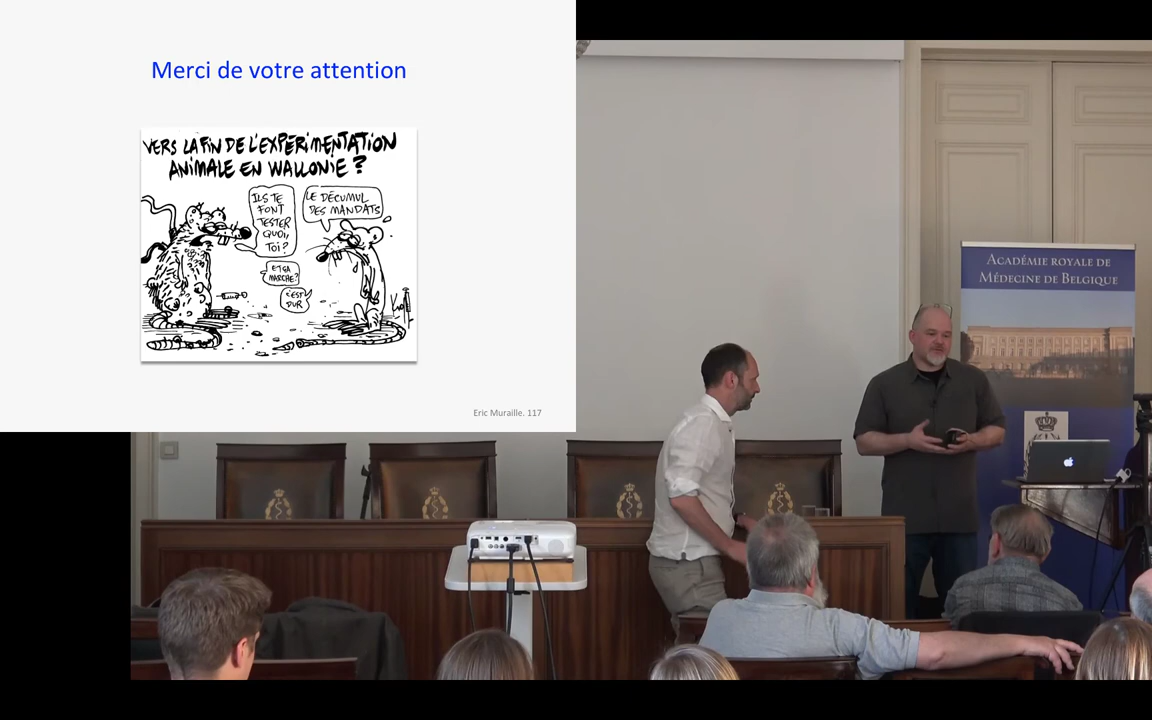 Merci de votre attention
VERS LA FIN DE L'EXPÉRIMENTATION
ANIMALE EN WALLONIE ?
ILS TE
FONT
TESTER
QUOI,
TOI ?
LE DÉCUMUL
DES MANDATS
ET ÇA
MARCHE ?
C'EST
DUR
Kroll
Eric Muraille. 117
ACADÉMIE ROYALE DE
MÉDECINE DE BELGIQUE